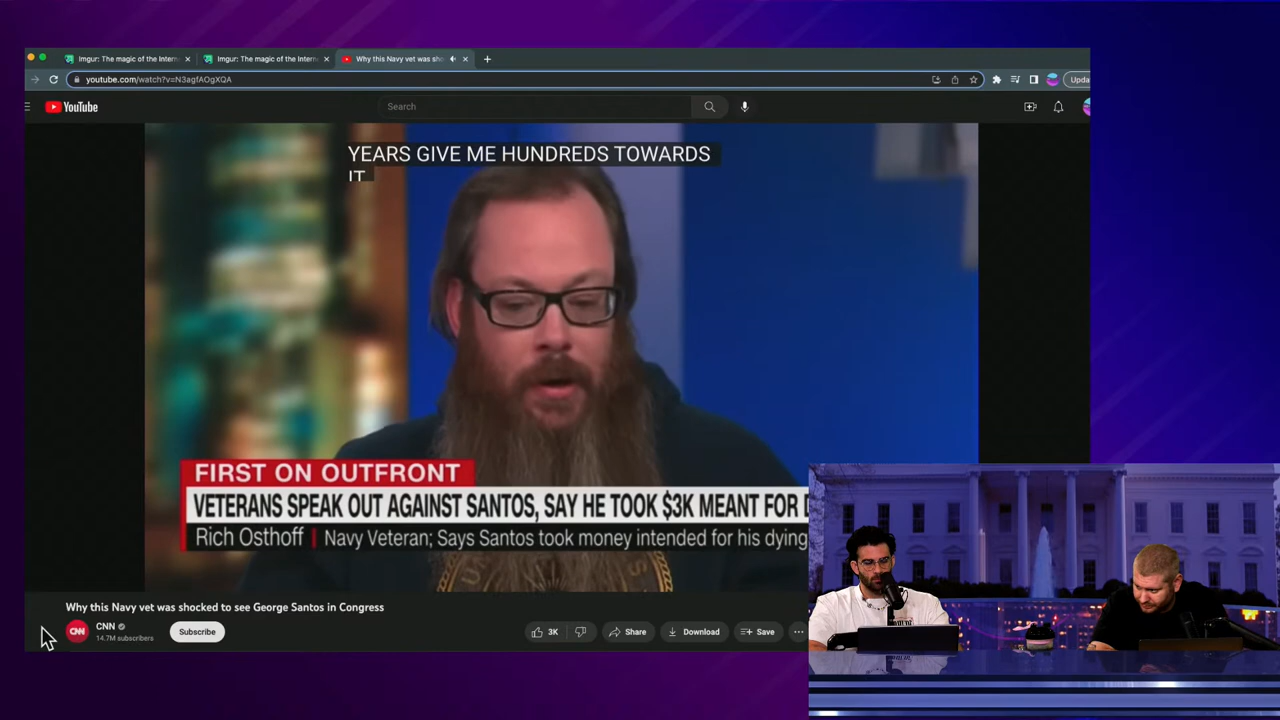 Imgur: The magic of the Intern
Imgur: The magic of the Intern
Why this Navy vet was sho
youtube.com/watch?v=N3agfAOgXQA
Upda
YouTube
Search
YEARS GIVE ME HUNDREDS TOWARDS
IT
FIRST ON OUTFRONT
VETERANS SPEAK OUT AGAINST SANTOS, SAY HE TOOK $3K MEANT FOR D
Rich Osthoff | Navy Veteran; Says Santos took money intended for his dying
Why this Navy vet was shocked to see George Santos in Congress
CNN
CNN
14.7M subscribers
Subscribe
3K
Share
Download
Save